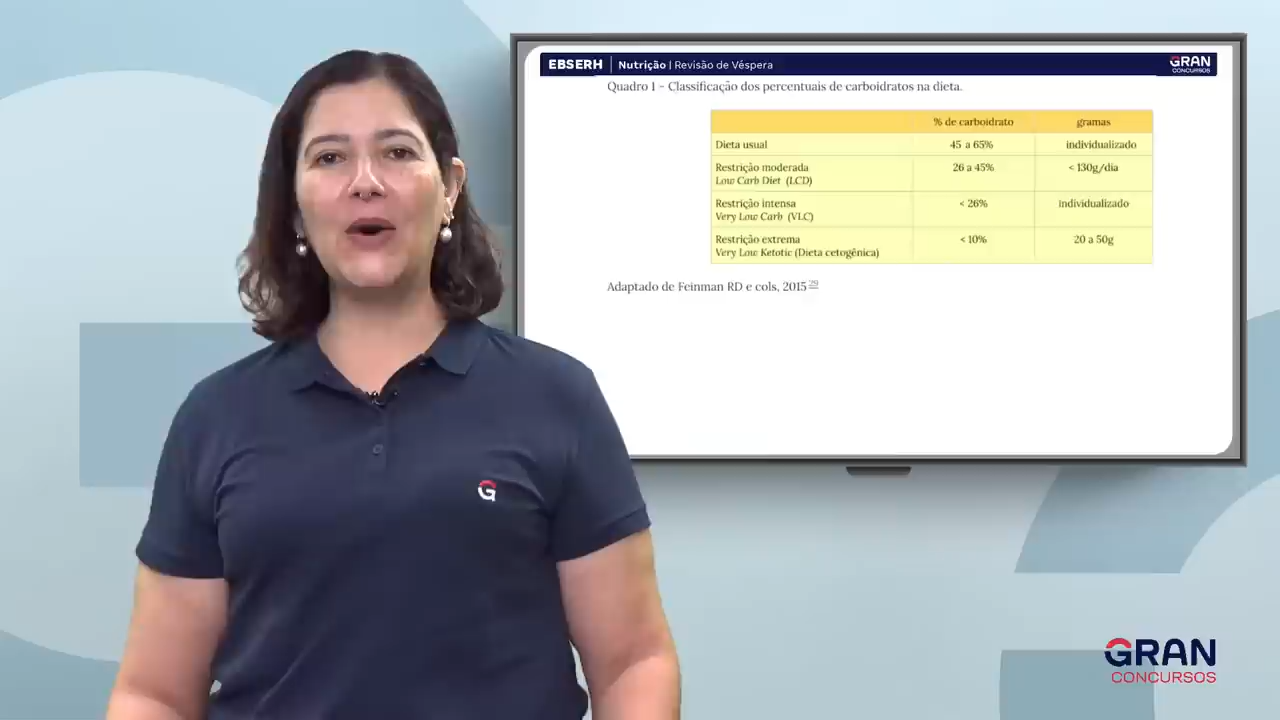 EBSERH | Nutrição | Revisão de Véspera
GRAN
CONCURSOS
Quadro 1 – Classificação dos percentuais de carboidratos na dieta.
% de carboidrato gramas
Dieta usual 45 a 65% individualizado
Restrição moderada 26 a 45% < 130g/dia
Low Carb Diet (LCD)
Restrição intensa < 26% individualizado
Very Low Carb (VLC)
Restrição extrema < 10% 20 a 50g
Very Low Ketotic (Dieta cetogênica)
Adaptado de Feinman RD e cols, 2015 29
G
GRAN
CONCURSOS